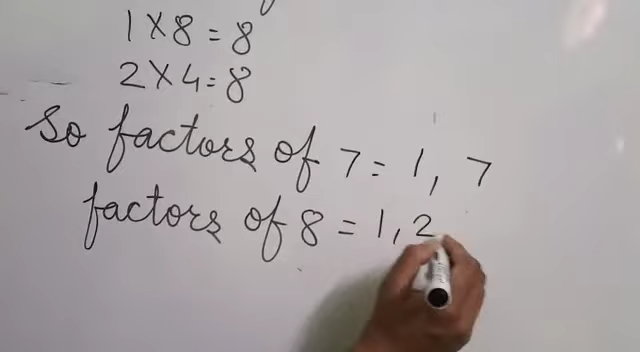 1 X 8 = 8
2 X 4 = 8
So factors of 7 = 1, 7
factors of 8 = 1, 2